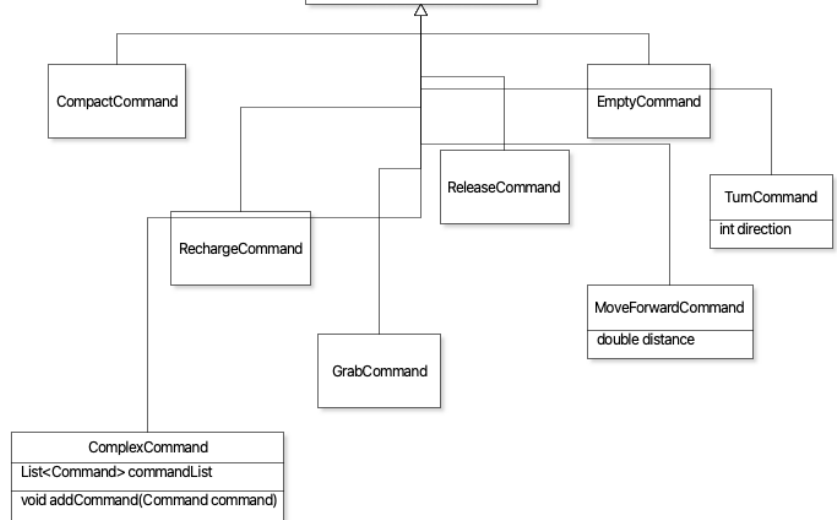 CompactCommand
EmptyCommand
ReleaseCommand
TurnCommand
int direction
RechargeCommand
MoveForwardCommand
double distance
GrabCommand
ComplexCommand
List<Command> commandList
void addCommand(Command command)